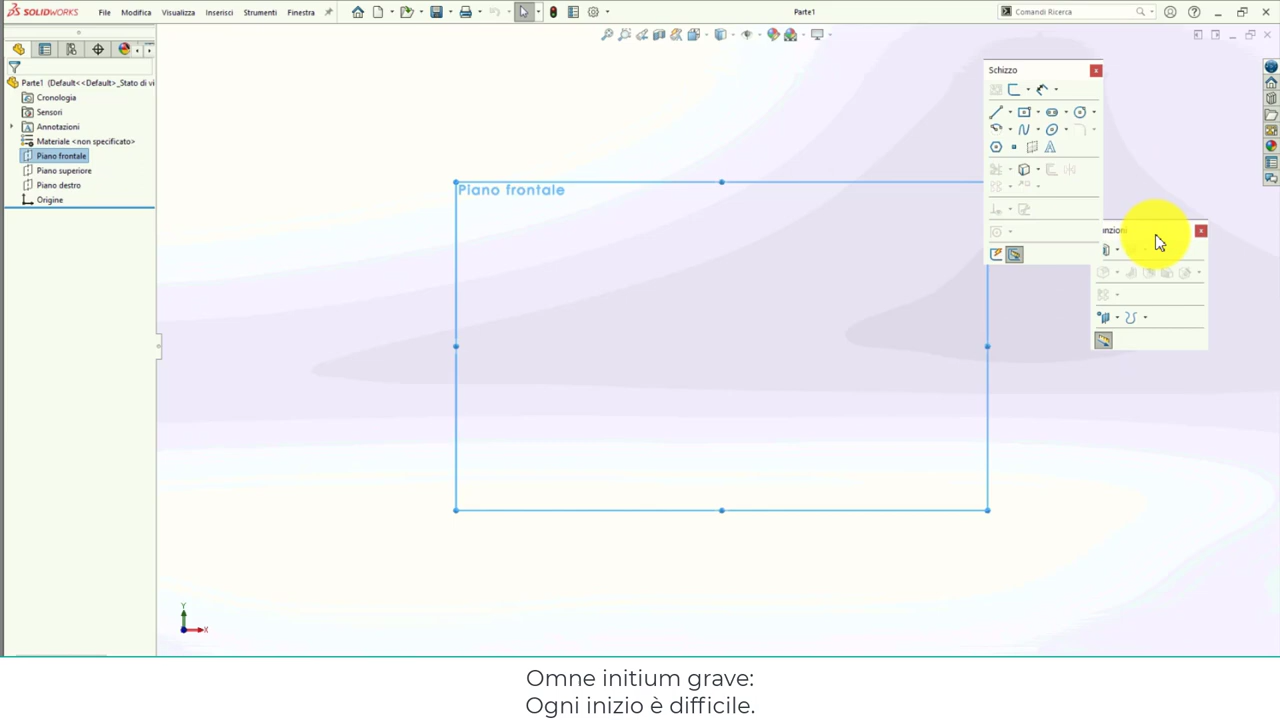 SOLIDWORKS File Modifica Visualizza Inserisci Strumenti Finestra Parte1 Comandi Ricerca
Parte1 (Default<<Default>_Stato di vi
Cronologia
Sensori
Annotazioni
Materiale <non specificato>
Piano frontale
Piano superiore
Piano destro
Origine
Piano frontale
Schizzo
unzioni
Y
X
Omne initium grave:
Ogni inizio è difficile.